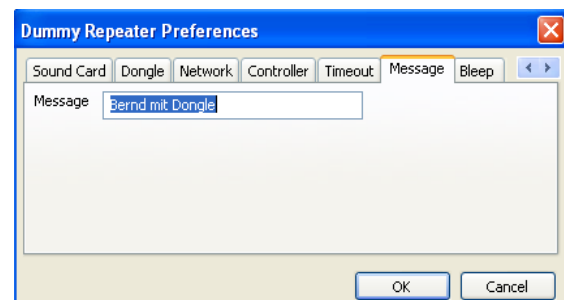 Dummy Repeater Preferences
Sound Card Dongle Network Controller Timeout Message Bleep
Message Bernd mit Dongle
OK Cancel